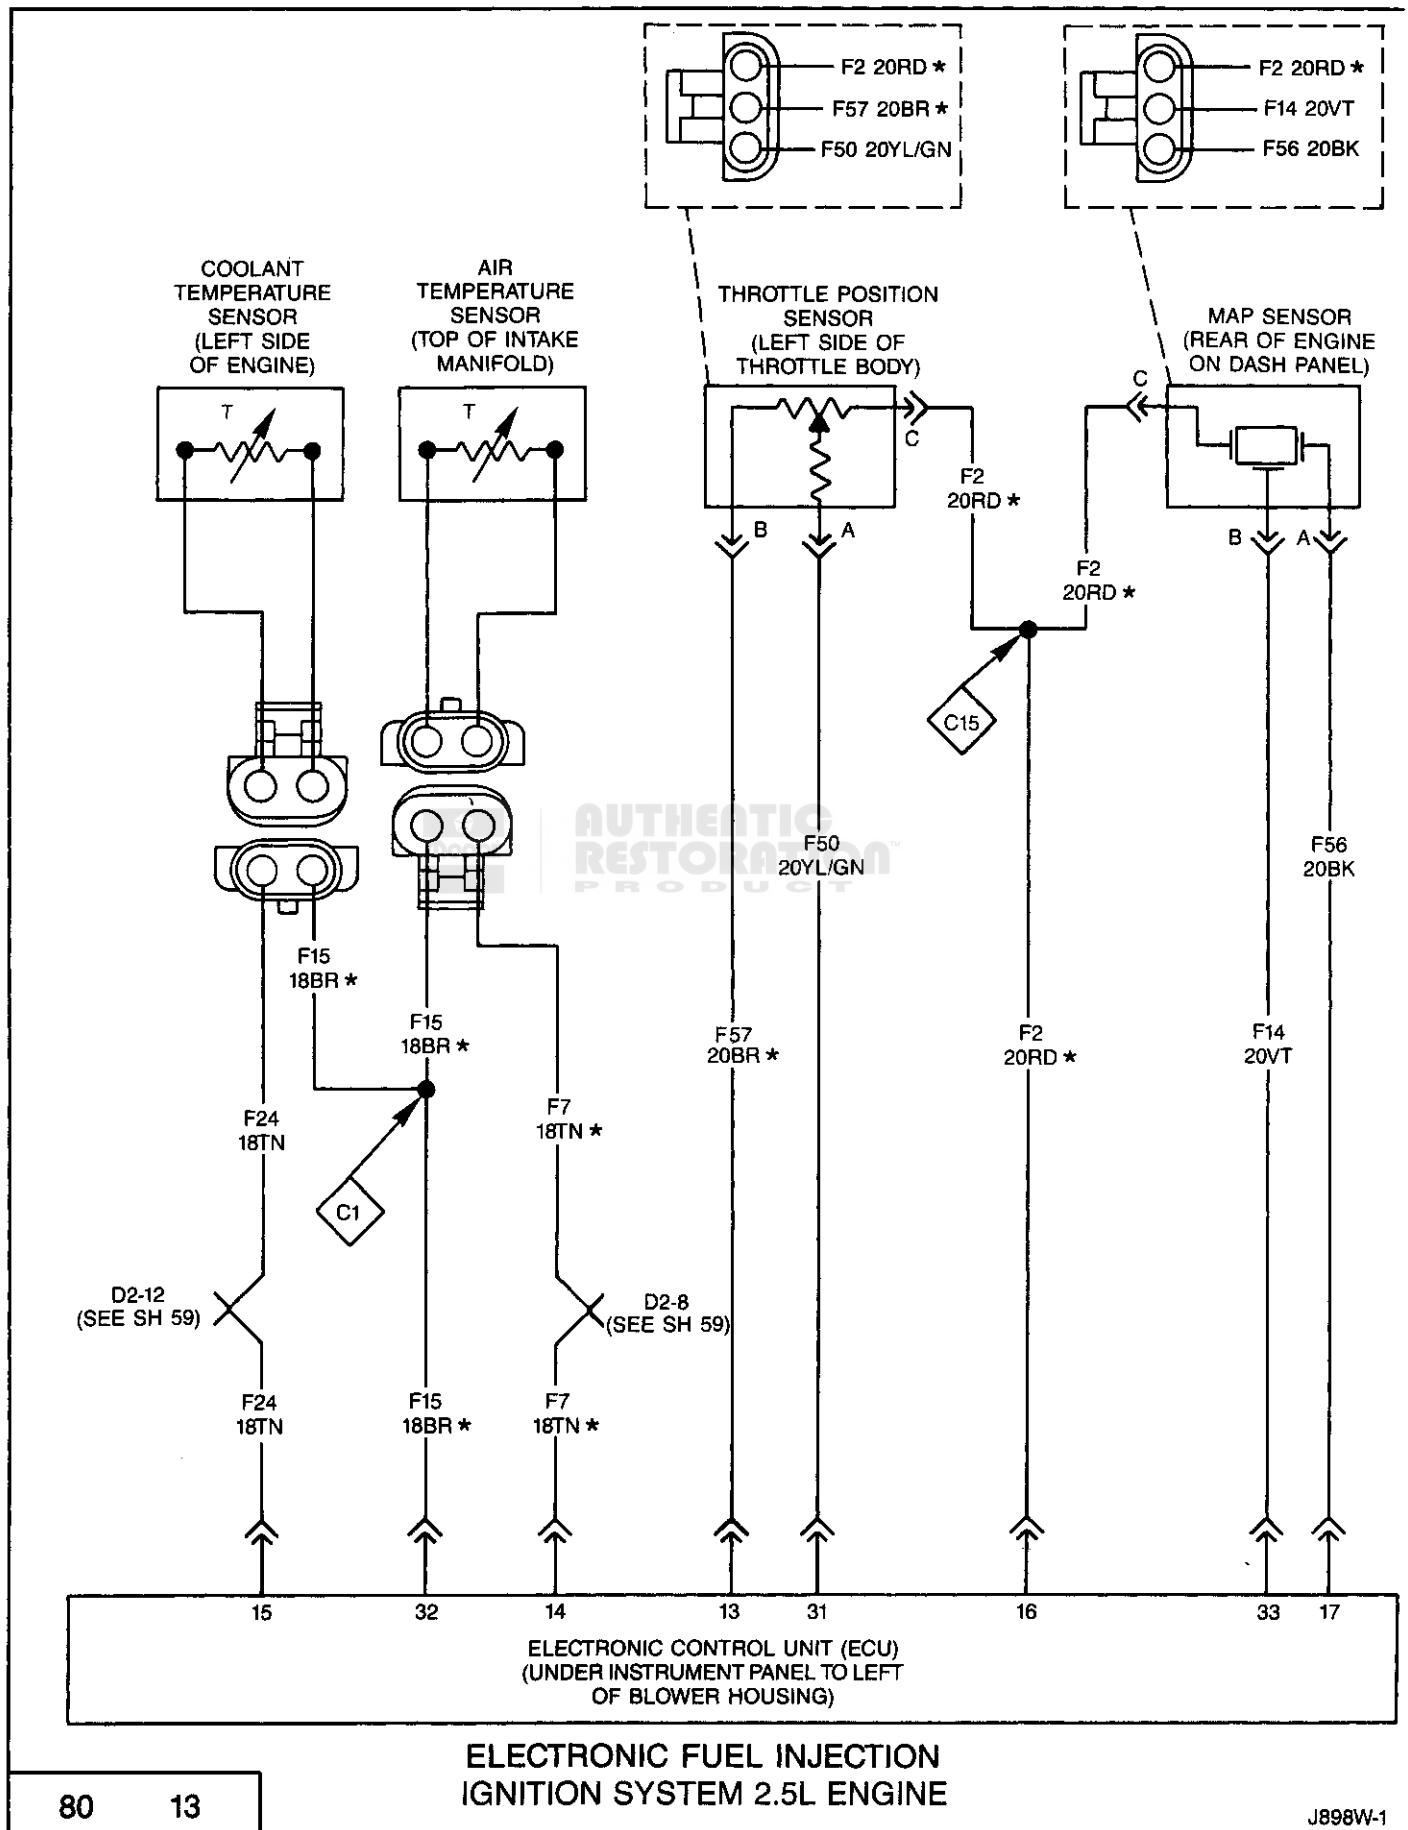 F2 20RD *
F57 20BR *
F50 20YL/GN
F2 20RD *
F14 20VT
F56 20BK
COOLANT
TEMPERATURE
SENSOR
(LEFT SIDE
OF ENGINE)
AIR
TEMPERATURE
SENSOR
(TOP OF INTAKE
MANIFOLD)
THROTTLE POSITION
SENSOR
(LEFT SIDE OF
THROTTLE BODY)
MAP SENSOR
(REAR OF ENGINE
ON DASH PANEL)
T
T
C
C
B
A
B
A
F2
20RD *
F2
20RD *
C15
AUTHENTIC
RESTORATION™
PRODUCT
F50
20YL/GN
F56
20BK
F15
18BR *
F15
18BR *
F57
20BR *
F2
20RD *
F14
20VT
F24
18TN
F7
18TN *
C1
D2-12
(SEE SH 59)
D2-8
(SEE SH 59)
F24
18TN
F15
18BR *
F7
18TN *
15 32 14 13 31 16 33 17
ELECTRONIC CONTROL UNIT (ECU)
(UNDER INSTRUMENT PANEL TO LEFT
OF BLOWER HOUSING)
ELECTRONIC FUEL INJECTION
IGNITION SYSTEM 2.5L ENGINE
80 13
J898W-1